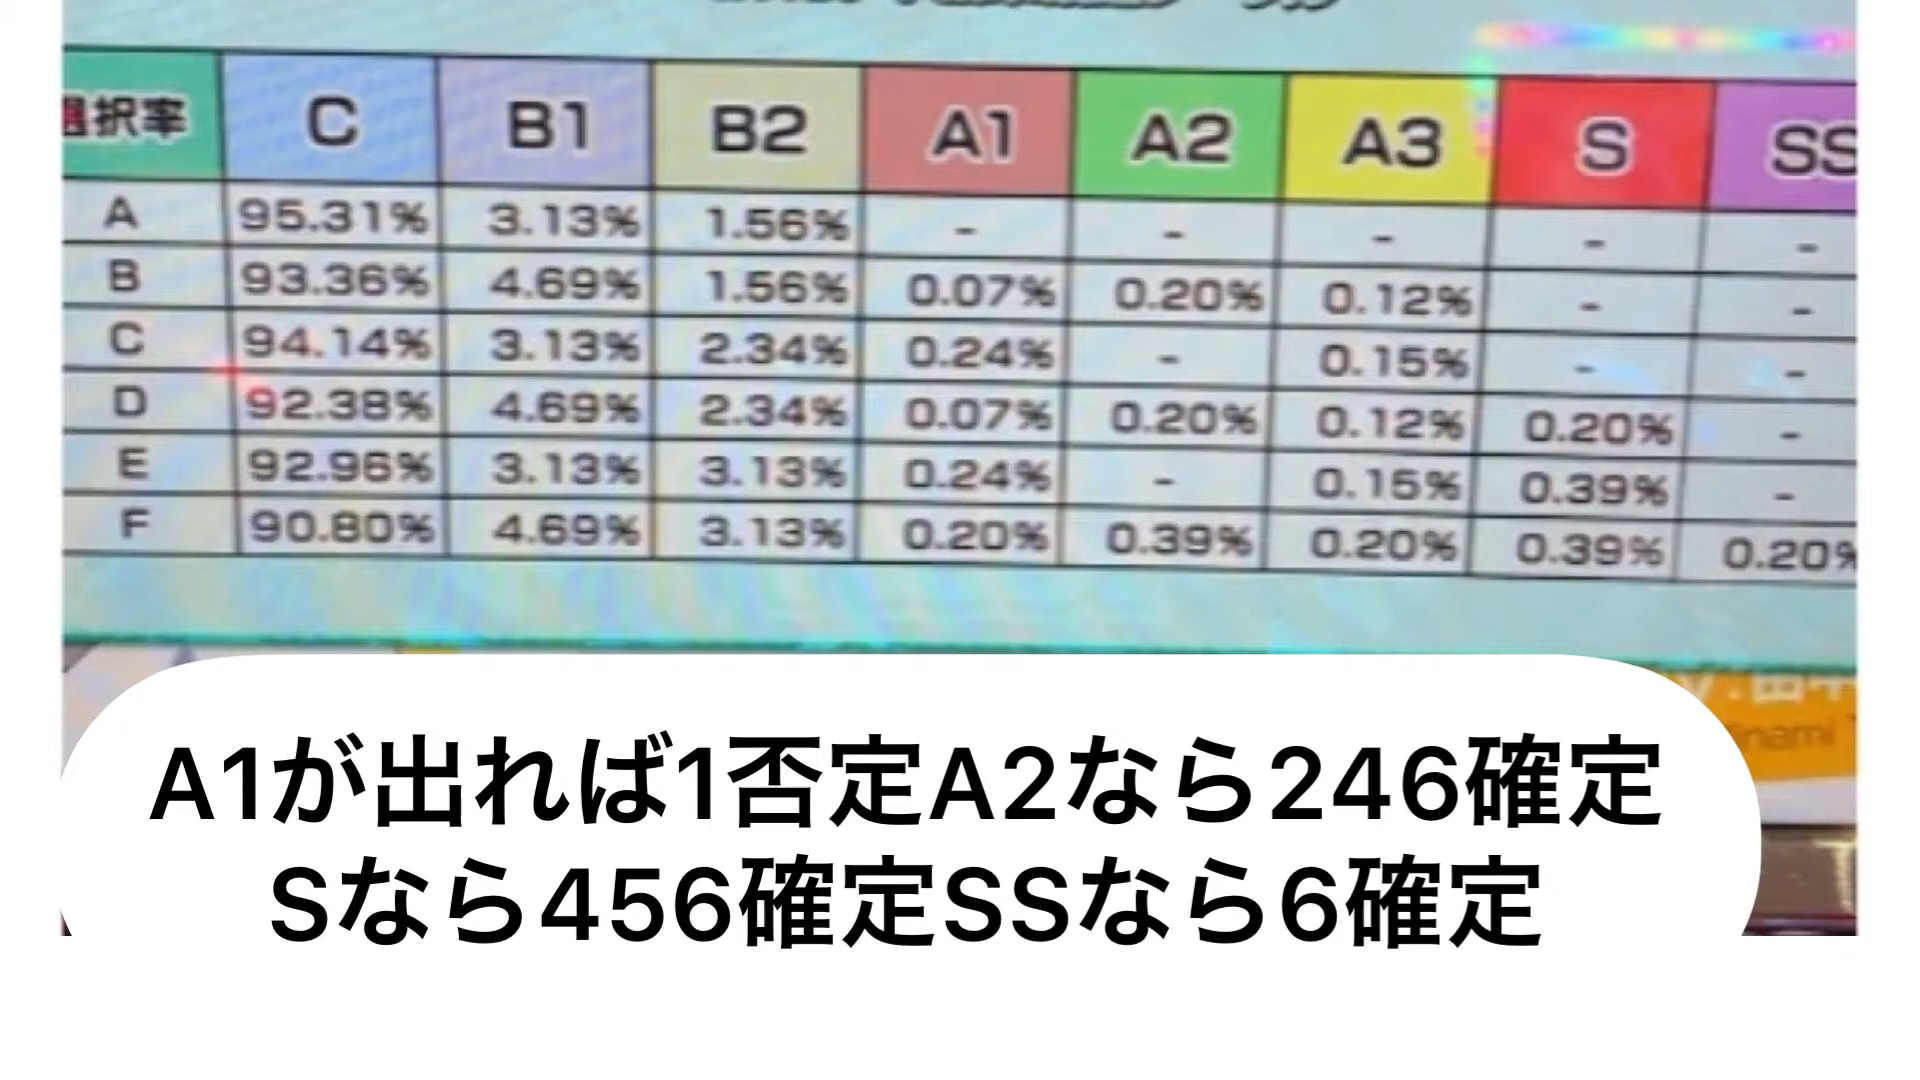 選択率 C B1 B2 A1 A2 A3 S SS
A 95.31% 3.13% 1.56% - - - - -
B 93.36% 4.69% 1.56% 0.07% 0.20% 0.12% - -
C 94.14% 3.13% 2.34% 0.24% - 0.15% - -
D 92.38% 4.69% 2.34% 0.07% 0.20% 0.12% 0.20% -
E 92.96% 3.13% 3.13% 0.24% - 0.15% 0.39% -
F 90.80% 4.69% 3.13% 0.20% 0.39% 0.20% 0.39% 0.20%
A1が出れば1否定A2なら246確定
Sなら456確定SSなら6確定